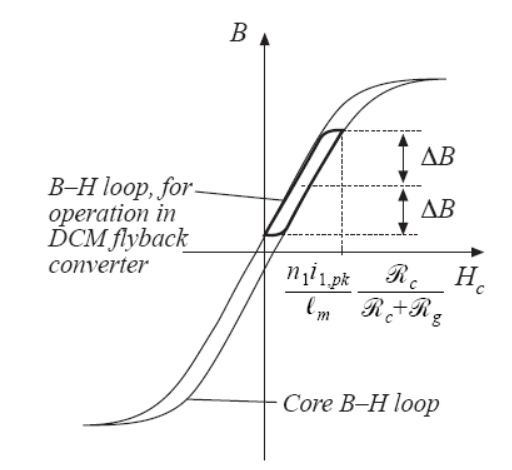 B
ΔB
B–H loop, for
operation in
DCM flyback
converter
ΔB
n₁i₁,pk / ℓm ℛc / ℛc+ℛg Hc
Core B–H loop